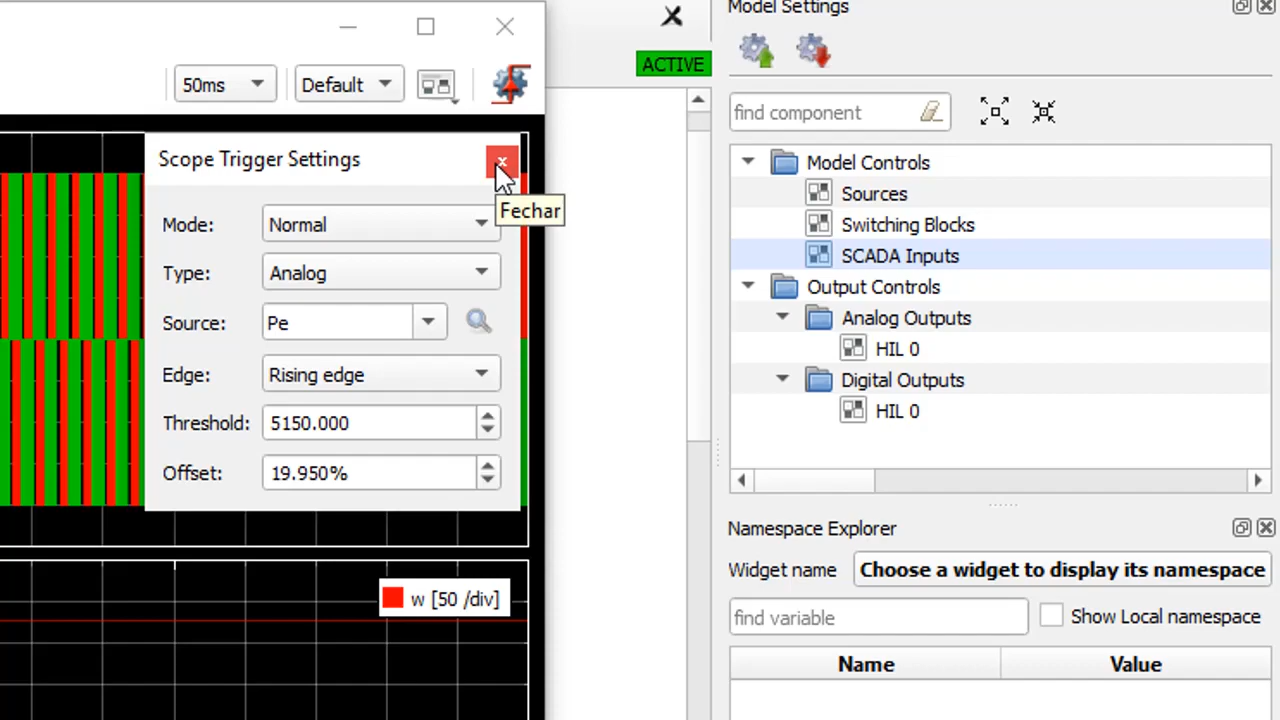 50ms
Default
ACTIVE
Scope Trigger Settings
Fechar
Mode: Normal
Type: Analog
Source: Pe
Edge: Rising edge
Threshold: 5150.000
Offset: 19.950%
w [50 /div]
Model Settings
find component
Model Controls
Sources
Switching Blocks
SCADA Inputs
Output Controls
Analog Outputs
HIL 0
Digital Outputs
HIL 0
Namespace Explorer
Widget name Choose a widget to display its namespace
find variable Show Local namespace
Name Value